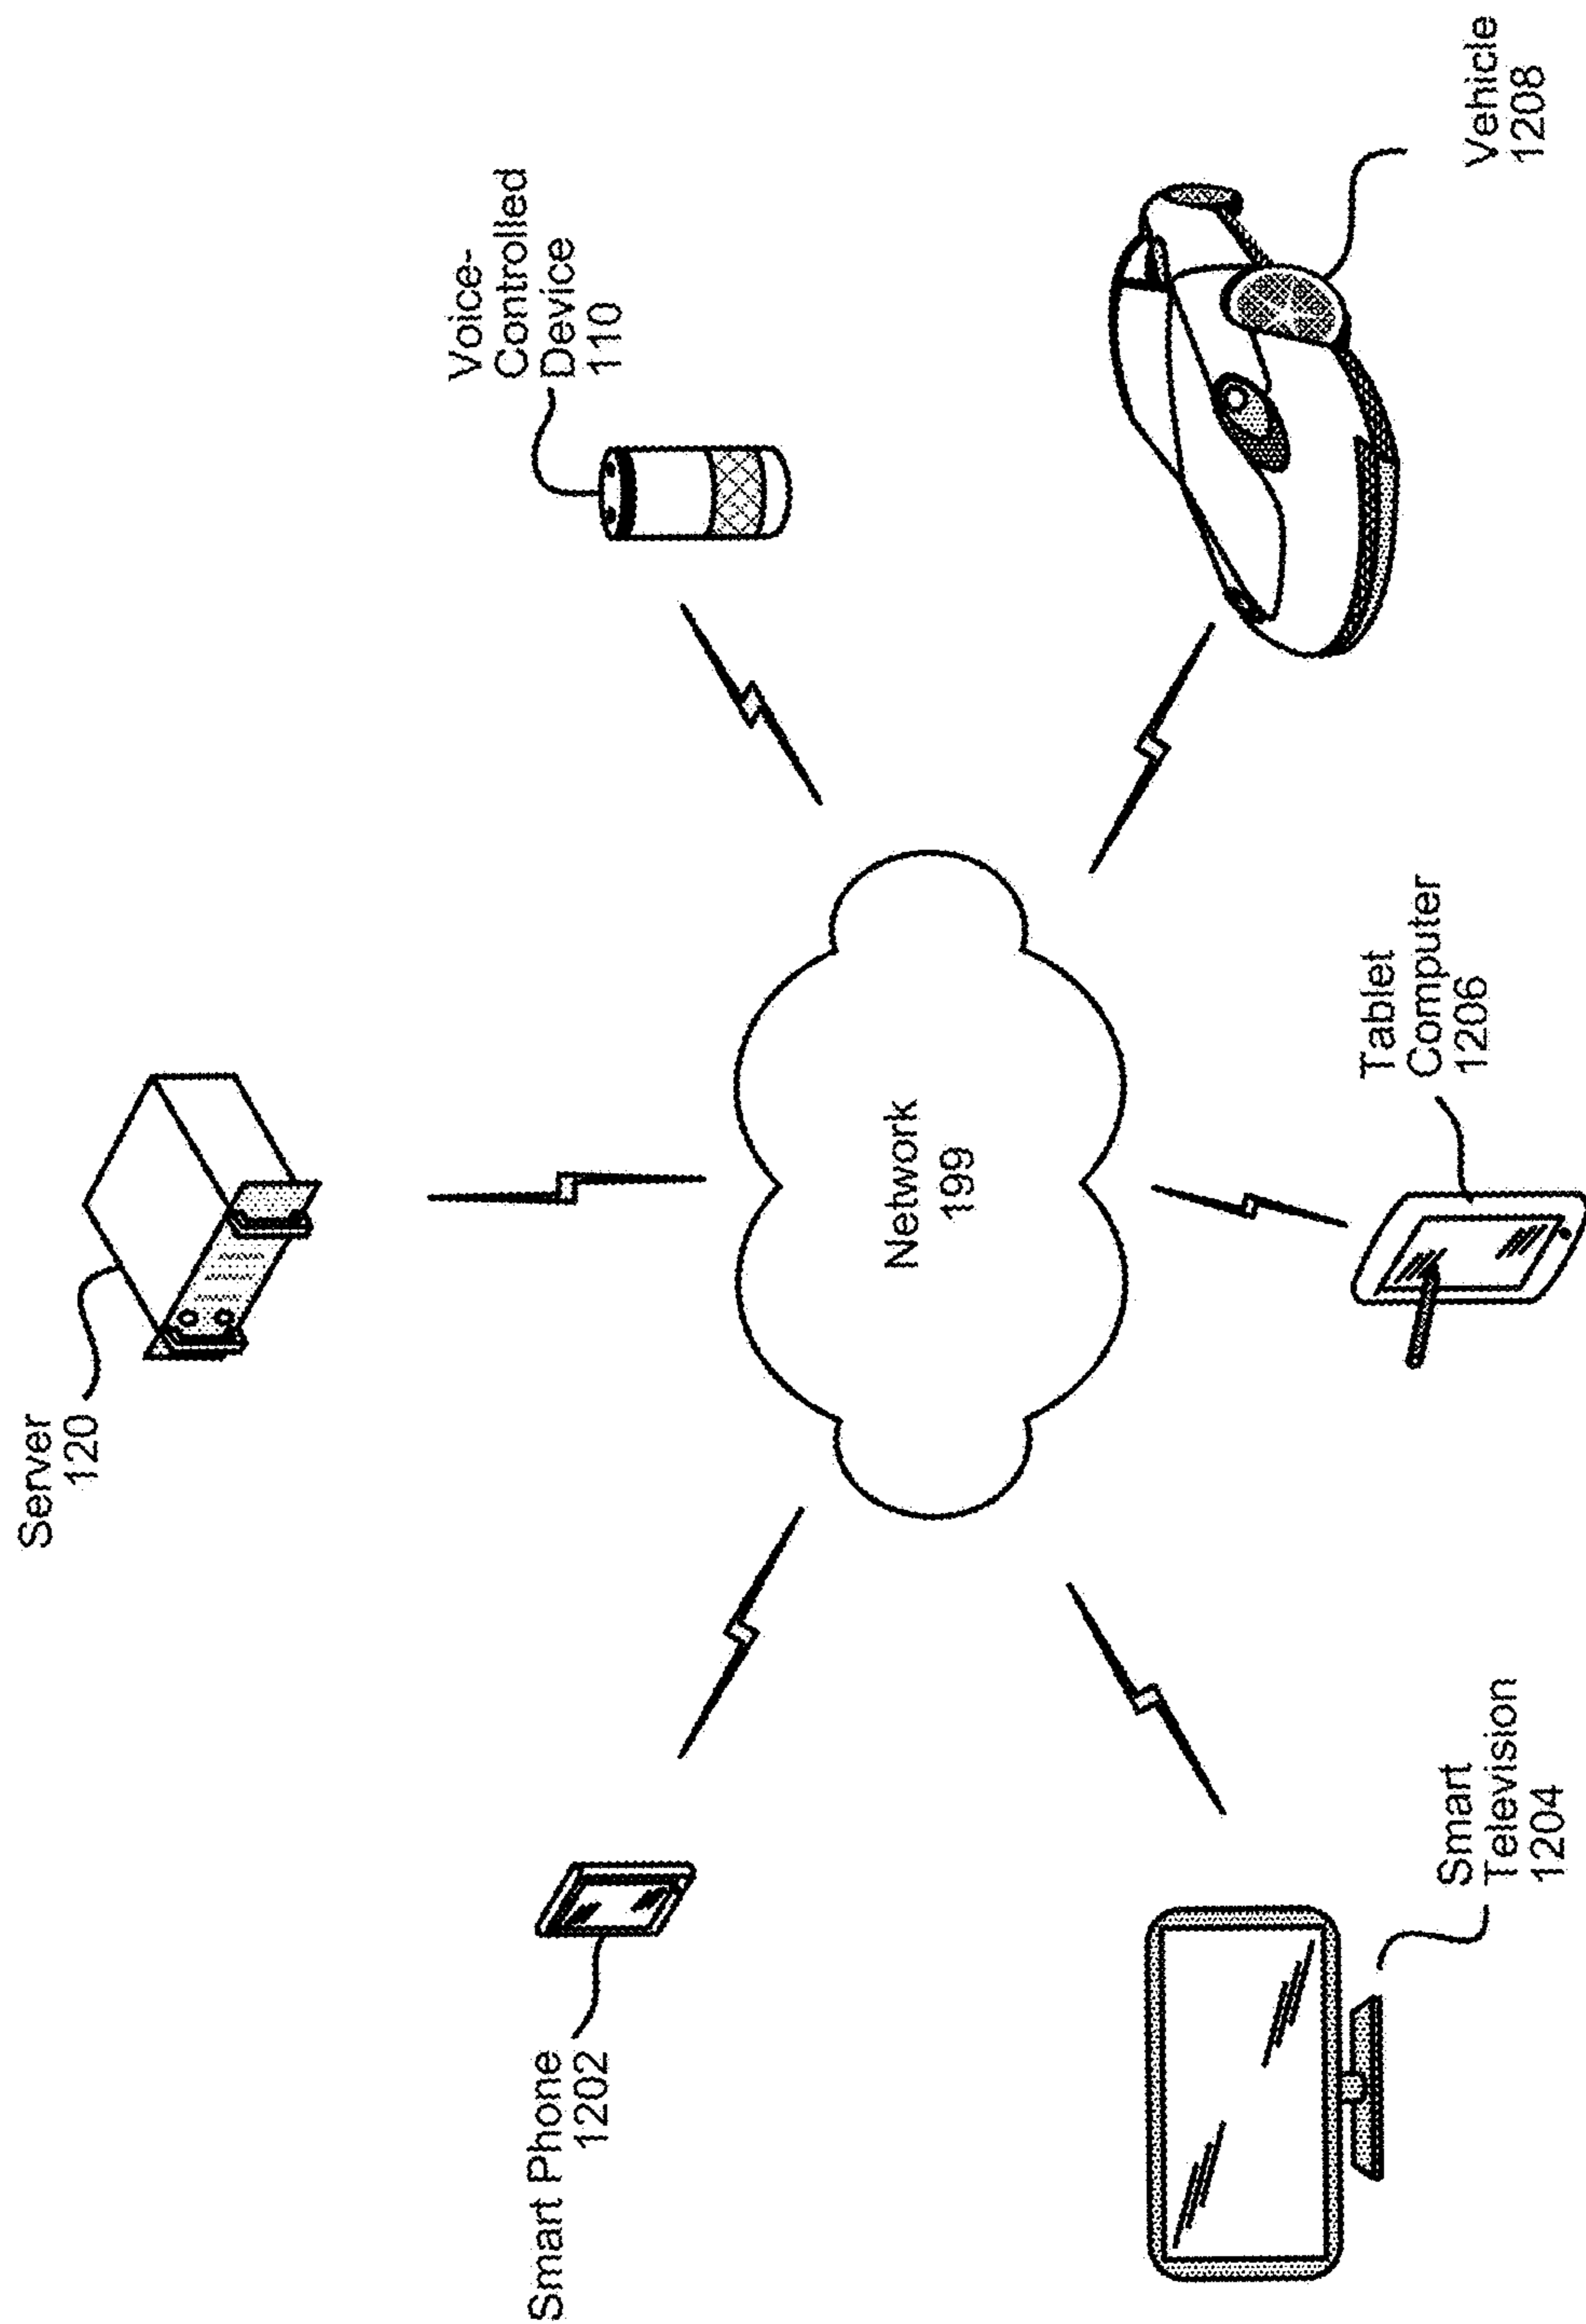 Server
120
Smart Phone
1202
Voice-
Controlled
Device
110
Network
199
Smart
Television
1204
Tablet
Computer
1206
Vehicle
1208